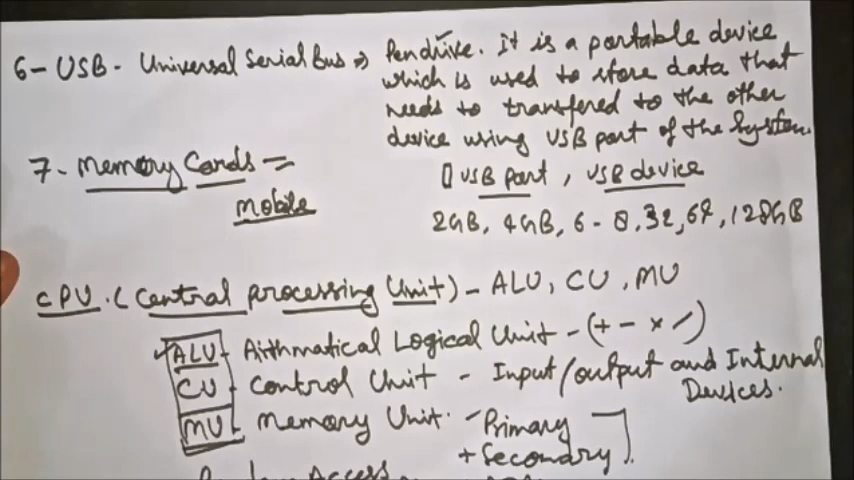 6- USB - Universal Serial Bus => Pendrive. It is a portable device
which is used to store data that
needs to transfered to the other
device using USB port of the System.
7- Memory Cards =
Mobile
USB port, USB device
2GB, 4GB, 6-8, 32, 64, 128GB
CPU. (Central processing Unit) - ALU, CU, MU
ALU - Arithmatical Logical Unit - (+ - × /)
CU - Control Unit - Input/output and Internal
Devices.
MU - Memory Unit. - Primary
+ Secondary
Random Access